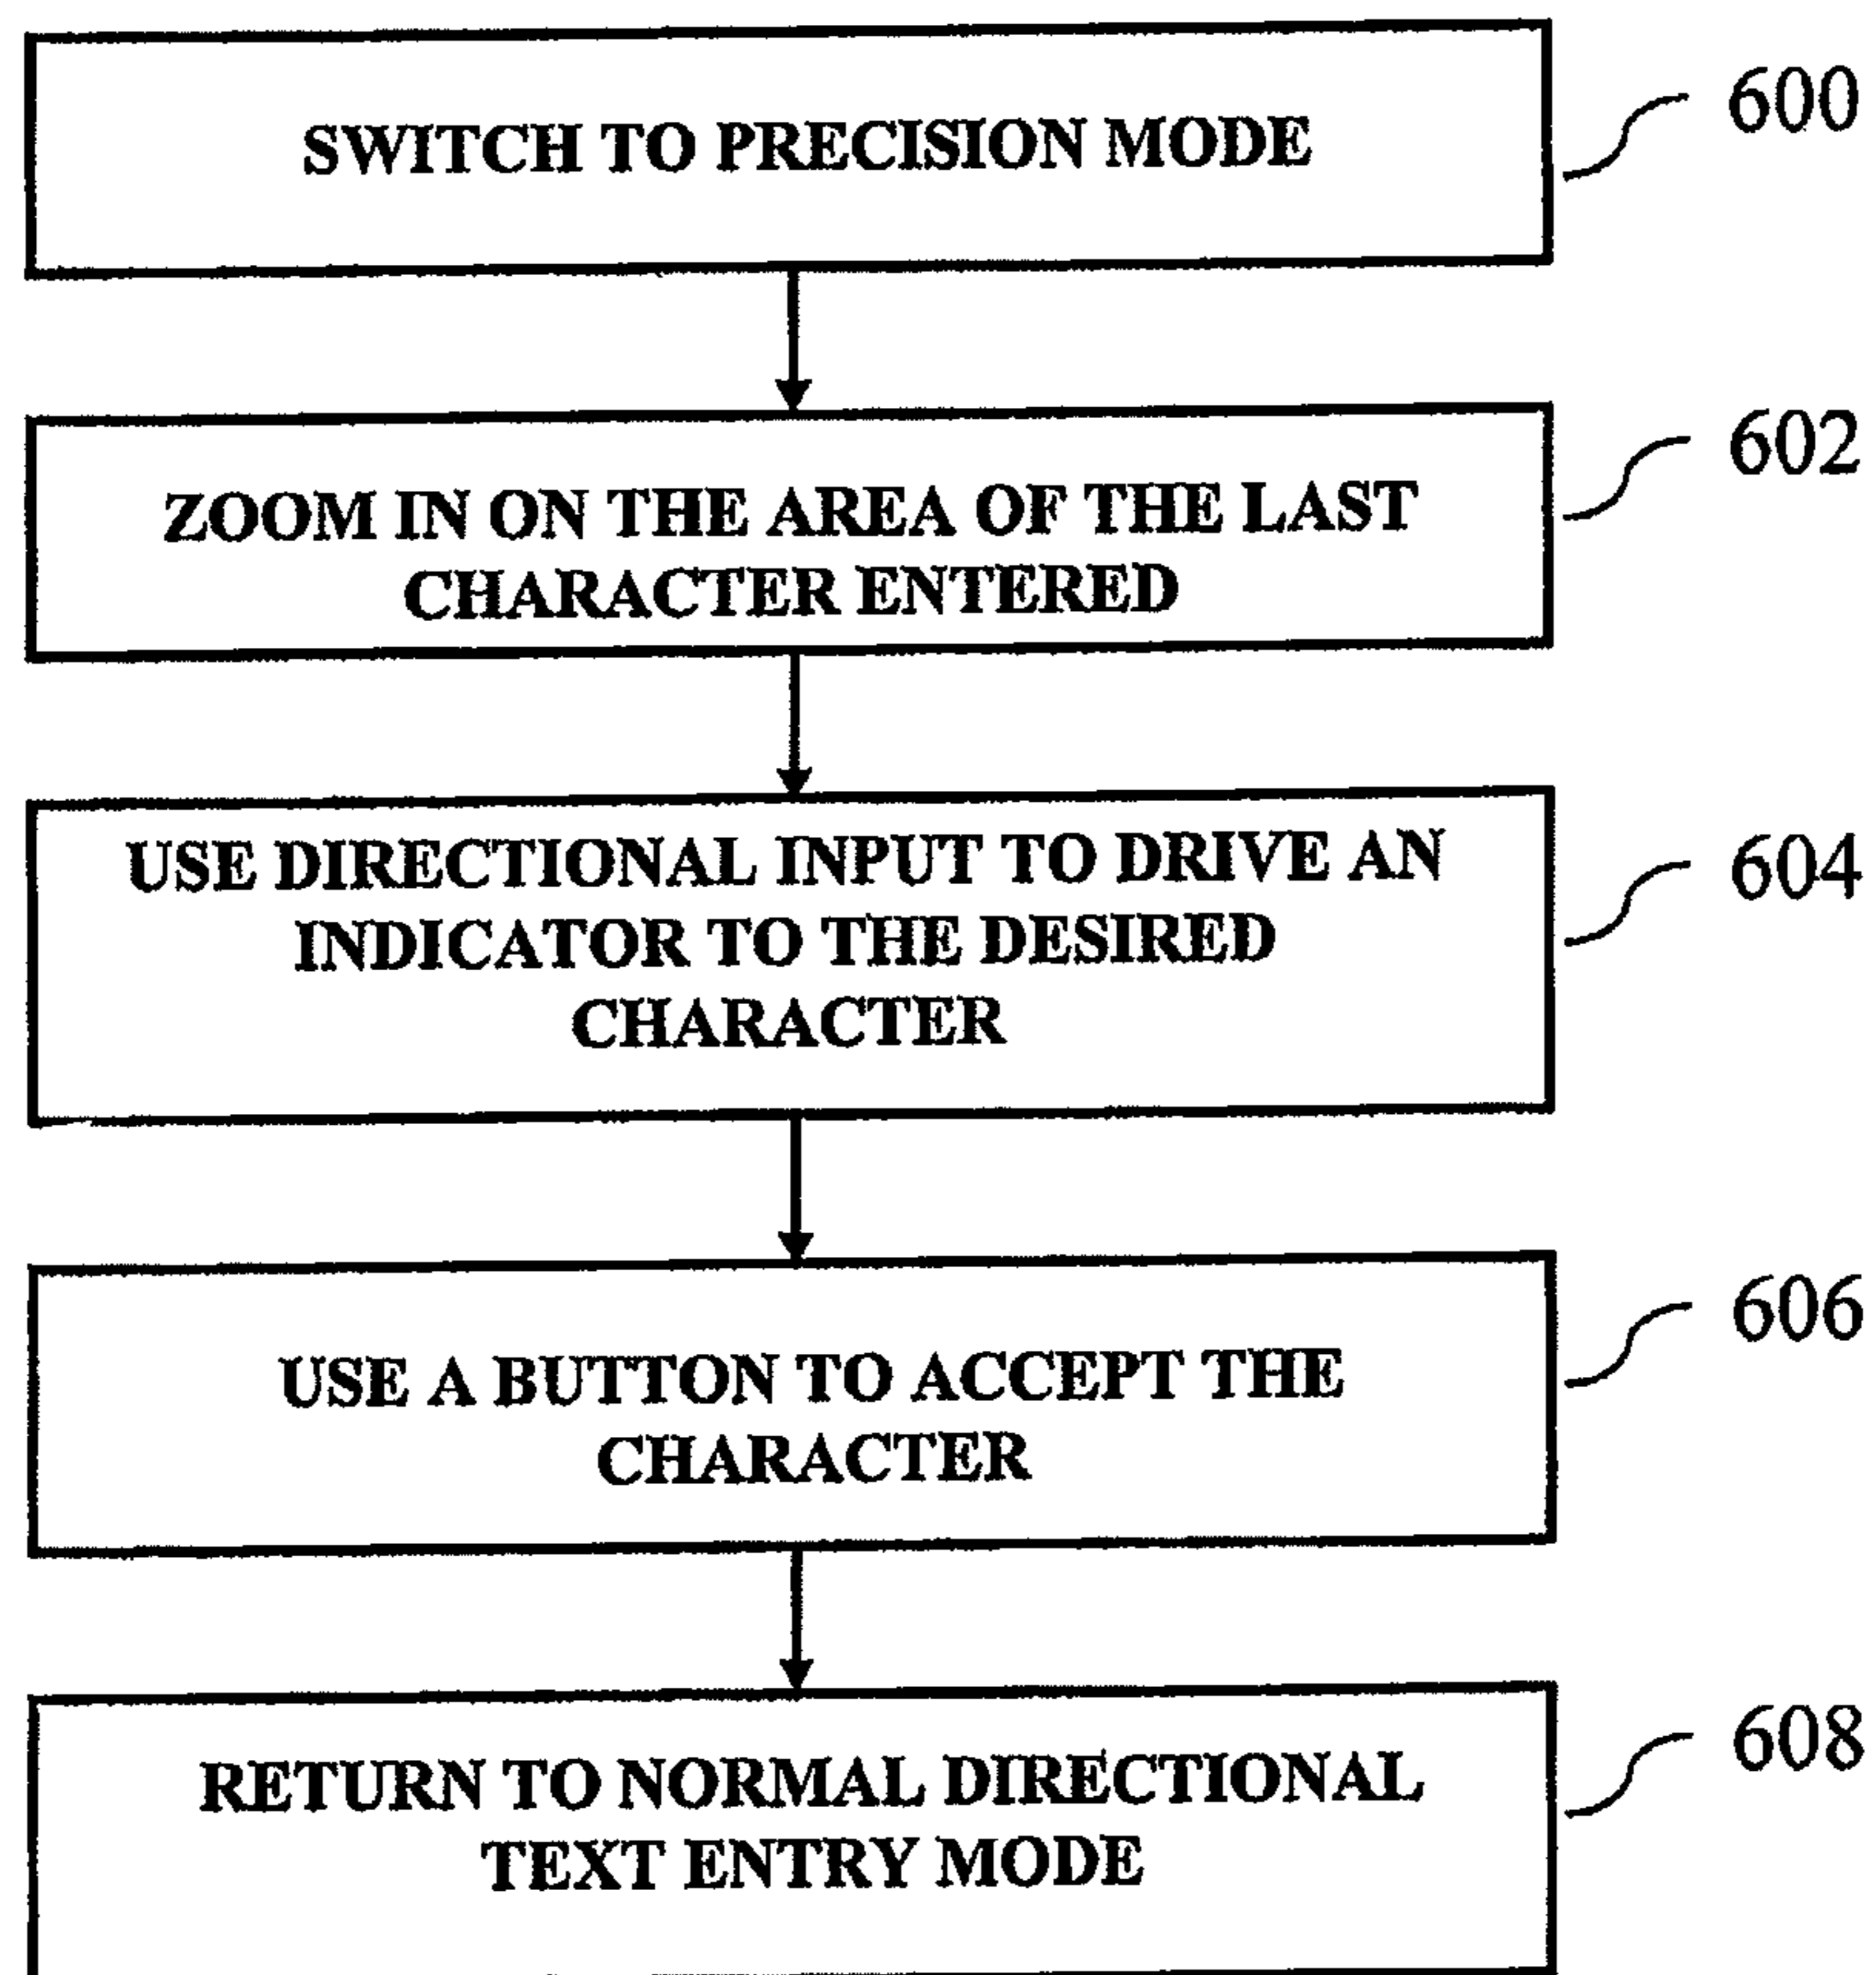 SWITCH TO PRECISION MODE
600
ZOOM IN ON THE AREA OF THE LAST
CHARACTER ENTERED
602
USE DIRECTIONAL INPUT TO DRIVE AN
INDICATOR TO THE DESIRED
CHARACTER
604
USE A BUTTON TO ACCEPT THE
CHARACTER
606
RETURN TO NORMAL DIRECTIONAL
TEXT ENTRY MODE
608